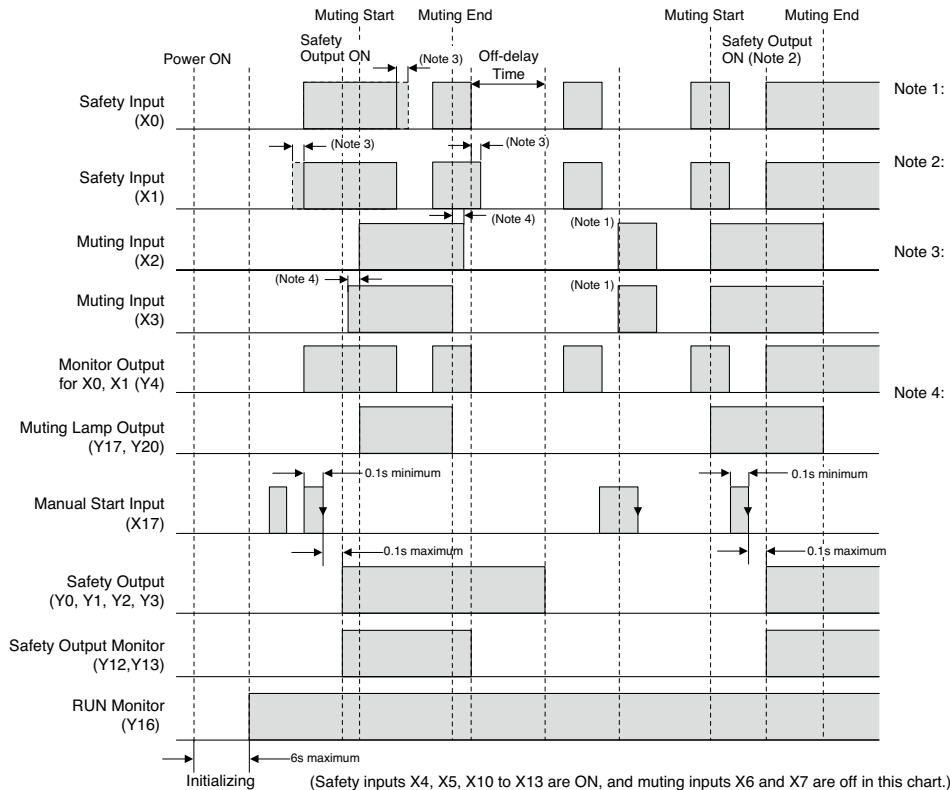 Muting Start
Muting End
Muting Start
Muting End
Power ON
Safety
Output ON
(Note 3)
Off-delay
Time
Safety Output
ON (Note 2)
Safety Input
(X0)
Note 1:
(Note 3)
(Note 3)
Safety Input
(X1)
Note 2:
(Note 4)
(Note 1)
Muting Input
(X2)
Note 3:
(Note 4)
(Note 1)
Muting Input
(X3)
Monitor Output
for X0, X1 (Y4)
Note 4:
Muting Lamp Output
(Y17, Y20)
0.1s minimum
0.1s minimum
Manual Start Input
(X17)
0.1s maximum
0.1s maximum
Safety Output
(Y0, Y1, Y2, Y3)
Safety Output Monitor
(Y12,Y13)
RUN Monitor
(Y16)
6s maximum
Initializing
(Safety inputs X4, X5, X10 to X13 are ON, and muting inputs X6 and X7 are off in this chart.)